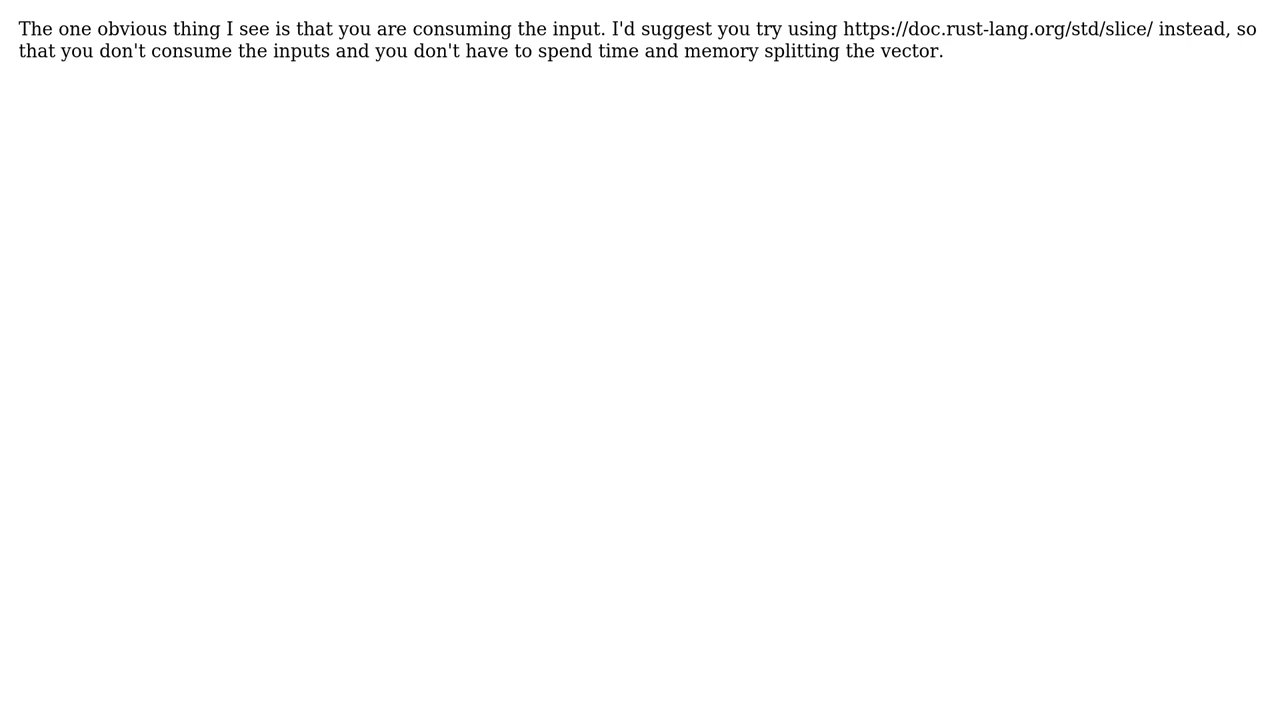 The one obvious thing I see is that you are consuming the input. I'd suggest you try using https://doc.rust-lang.org/std/slice/ instead, so
that you don't consume the inputs and you don't have to spend time and memory splitting the vector.